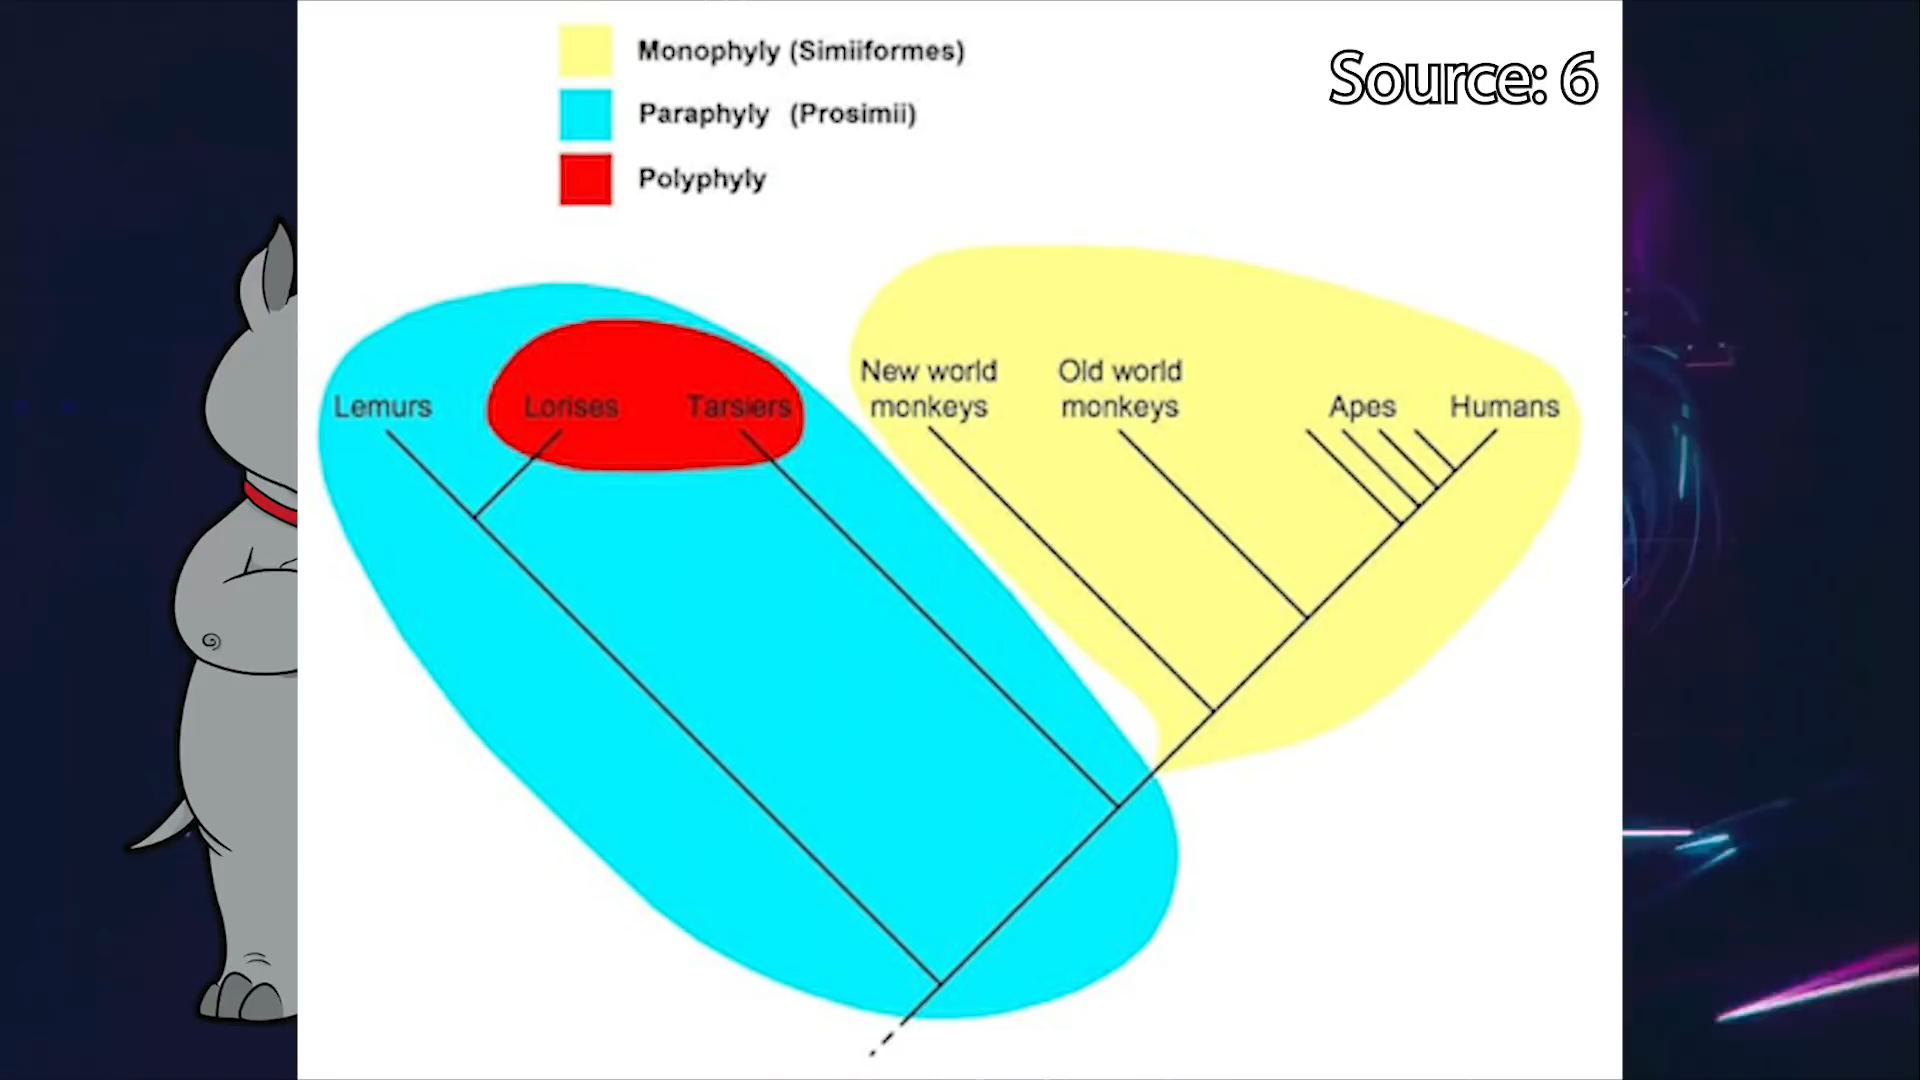 Monophyly (Simiiformes)
Source: 6
Paraphyly (Prosimii)
Polyphyly
New world
monkeys
Old world
monkeys
Lemurs
Lorises
Tarsiers
Apes
Humans